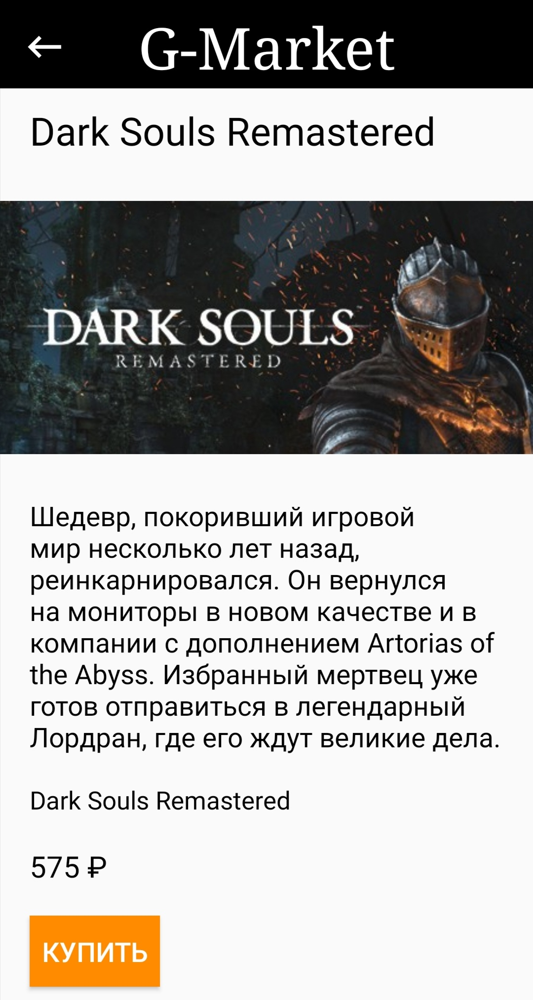 G-Market
Dark Souls Remastered
DARK SOULS™
REMASTERED
Шедевр, покоривший игровой
мир несколько лет назад,
реинкарнировался. Он вернулся
на мониторы в новом качестве и в
компании с дополнением Artorias of
the Abyss. Избранный мертвец уже
готов отправиться в легендарный
Лордран, где его ждут великие дела.
Dark Souls Remastered
575 ₽
КУПИТЬ